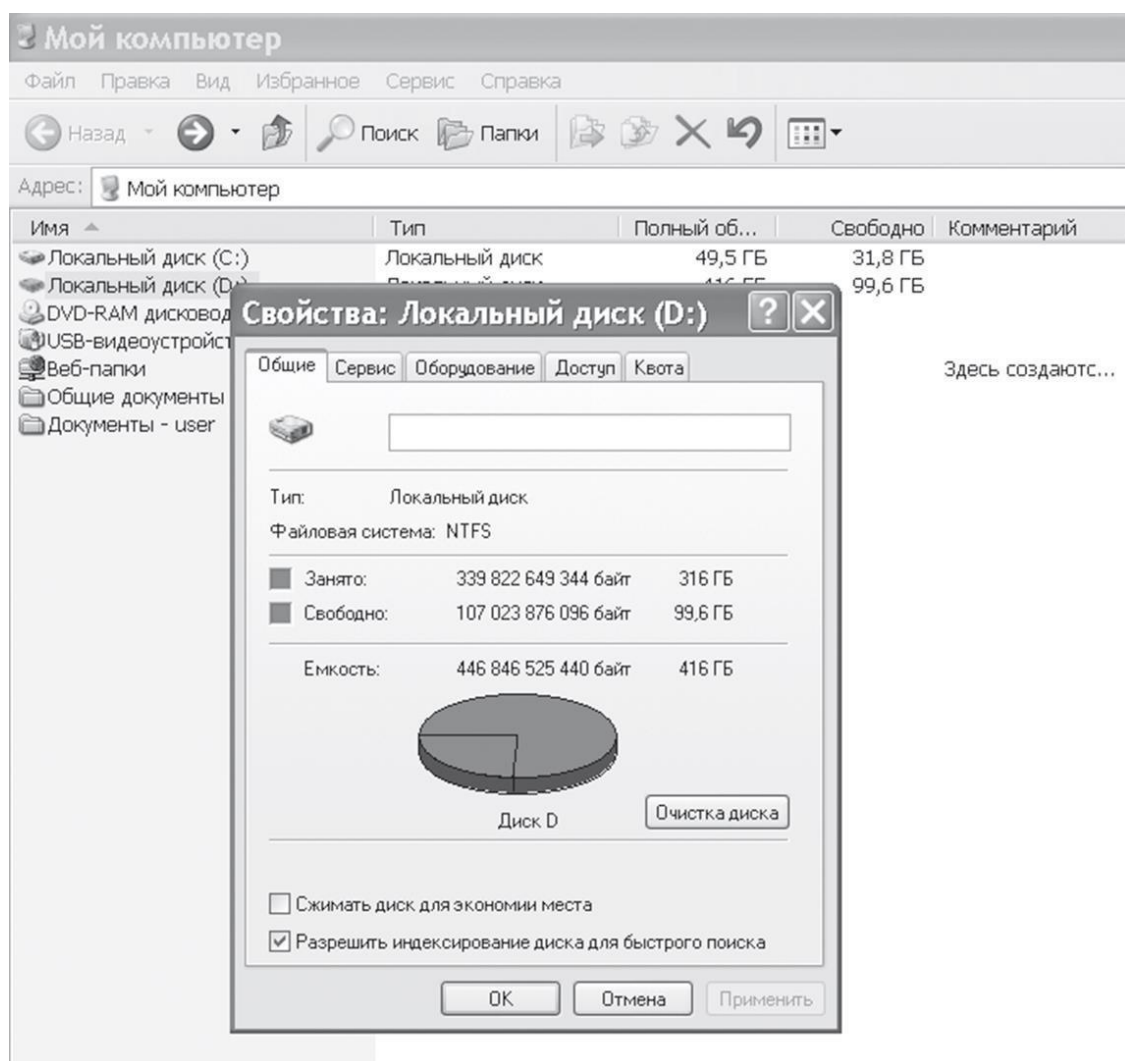 Мой компьютер
Файл Правка Вид Избранное Сервис Справка
Назад Поиск Папки
Адрес: Мой компьютер
Имя Тип Полный об... Свободно Комментарий
Локальный диск (C:) Локальный диск 49,5 ГБ 31,8 ГБ
Локальный диск (D:) 99,6 ГБ
DVD-RAM дисковод
USB-видеоустройст
Веб-папки Здесь создаютс...
Общие документы
Документы - user
Свойства: Локальный диск (D:)
Общие Сервис Оборудование Доступ Квота
Тип: Локальный диск
Файловая система: NTFS
Занято: 339 822 649 344 байт 316 ГБ
Свободно: 107 023 876 096 байт 99,6 ГБ
Емкость: 446 846 525 440 байт 416 ГБ
Диск D
Очистка диска
Сжимать диск для экономии места
Разрешить индексирование диска для быстрого поиска
OK Отмена Применить